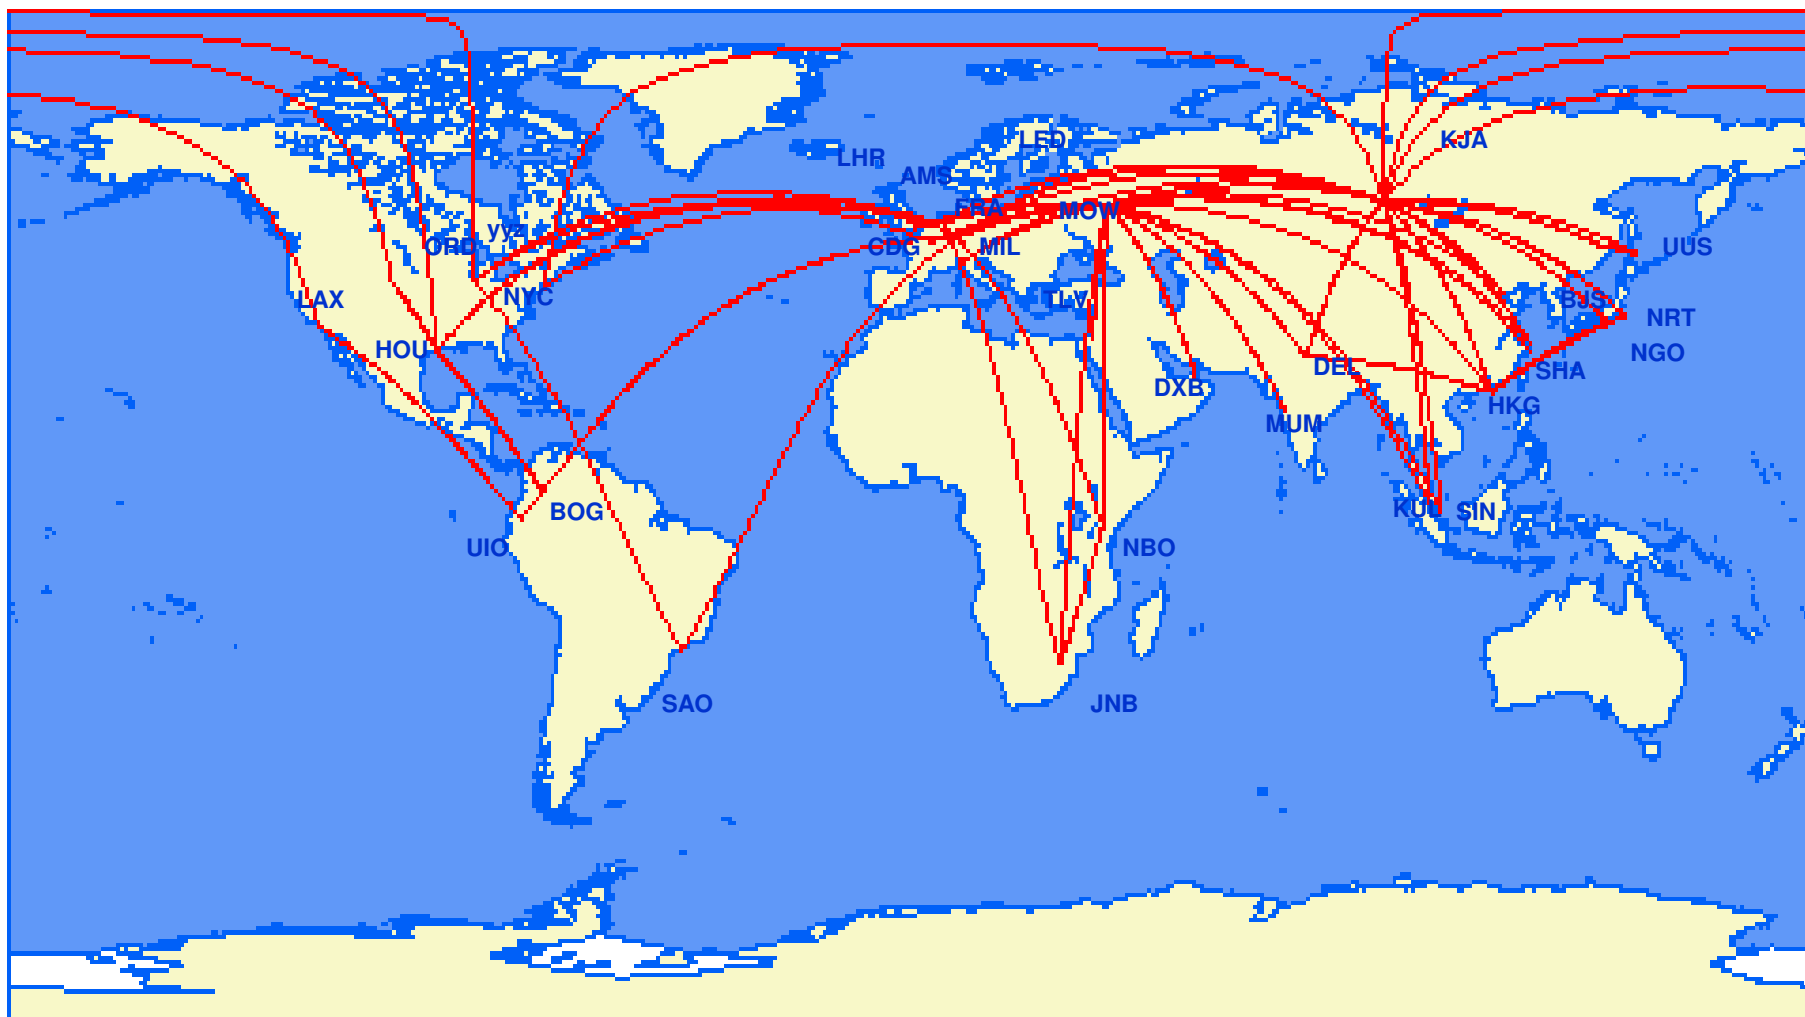 LED
KJA
LHR
AMS
FRA
MOW
yyz
ORD
CDG
MIL
UUS
LAX
NYC
TLV
BJS
NRT
HOU
NGO
DEL
SHA
DXB
HKG
MUM
BOG
KUL
SIN
UIO
NBO
SAO
JNB